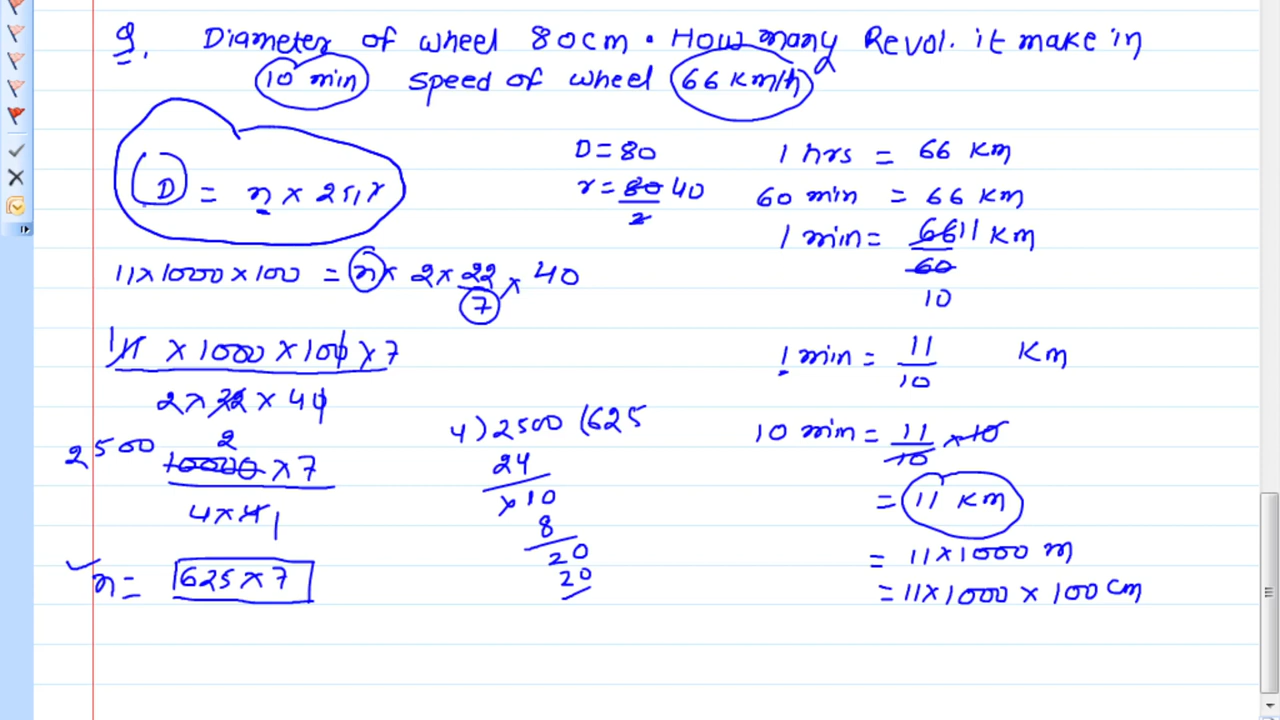 Q. Diameter of wheel 80cm. How many Revol. it make in
10 min speed of wheel 66 Km/h
D = n × 2πr
D = 80
r = 80/2 40
1 hrs = 66 Km
60 min = 66 Km
1 min = 66/60 11 Km
10
11×1000×100 = n × 2 × 22/7 × 40
11 × 1000 × 100 × 7 1
2 × 22 × 40
1 min = 11/10 Km
2500
2
10000 × 7
4 × 4 1
n = 625 × 7
4)2500(625
24
×10
8
20
20
10 min = 11/10 × 10
= 11 Km
= 11×1000 m
= 11×1000 × 100 cm